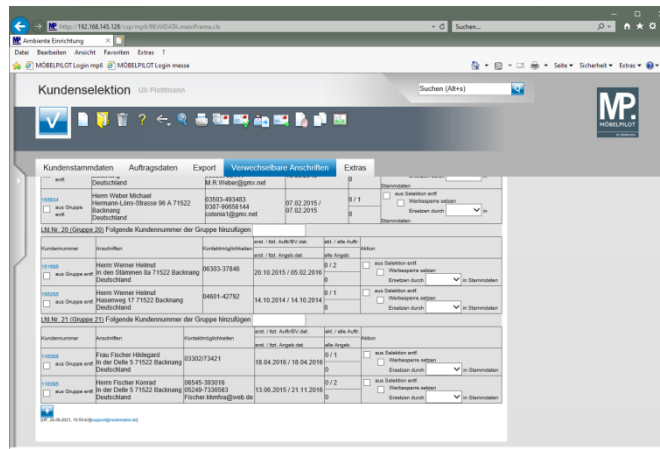 http://192.168.145.128/csp/mp6/BEWIDATA.mainFrame.cls
Suchen...
Ambiente Einrichtung
Datei Bearbeiten Ansicht Favoriten Extras ?
MÖBELPILOT Login mp6 MÖBELPILOT Login messe
Seite Sicherheit Extras
Kundenselektion Uli Flottmann
Suchen (Alt+s)
MP.
MÖBELPILOT
Kundenstammdaten Auftragsdaten Export Verwechselbare Anschriften Extras
entf. Deutschland M.R.Weber@gmx.net 0 Ersetzen durch in
Stammdaten
155634 Herrn Weber Michael 03503-493483 0 / 1 aus Selektion entf.
aus Gruppe entf. Hermann-Löns-Strasse 96 A 71522 0387-90656144 07.02.2015 / Werbesperre setzen
Backnang colonia1@gmx.net 07.02.2015 Ersetzen durch in
Deutschland 0
Stammdaten
Lfd.Nr. 20 (Gruppe 20) Folgende Kundennummer der Gruppe hinzufügen
erst. / ltzt. Auftr/BV dat. akt. / alle Auftr.
Kundennummer Anschriften Kontaktmöglichkeiten Aktion
erst. / ltzt. Angeb.dat. alle Angeb.
Herrn Werner Helmut 0 / 2 aus Selektion entf.
aus Gruppe entf. In den Stämmen 8a 71522 Backnang 06303-37846 20.10.2015 / 05.02.2016 Werbesperre setzen
Deutschland 0 Ersetzen durch in Stammdaten
Herrn Werner Helmut 0 / 1 aus Selektion entf.
aus Gruppe entf. Hasenweg 17 71522 Backnang 04601-42792 14.10.2014 / 14.10.2014 Werbesperre setzen
Deutschland 0 Ersetzen durch in Stammdaten
Lfd.Nr. 21 (Gruppe 21) Folgende Kundennummer der Gruppe hinzufügen
erst. / ltzt. Auftr/BV dat. akt. / alle Auftr.
Kundennummer Anschriften Kontaktmöglichkeiten Aktion
erst. / ltzt. Angeb.dat. alle Angeb.
Frau Fischer Hildegard 0 / 1 aus Selektion entf.
aus Gruppe entf. In der Delle 5 71522 Backnang 03302/73421 18.04.2016 / 18.04.2016 Werbesperre setzen
Deutschland 0 Ersetzen durch in Stammdaten
Herrn Fischer Konrad 06545-393016 0 / 2 aus Selektion entf.
aus Gruppe entf. In der Delle 5 71522 Backnang 05249-7336563 13.06.2015 / 21.11.2016 Werbesperre setzen
Deutschland Fischer.kkmfva@web.de 0 Ersetzen durch in Stammdaten